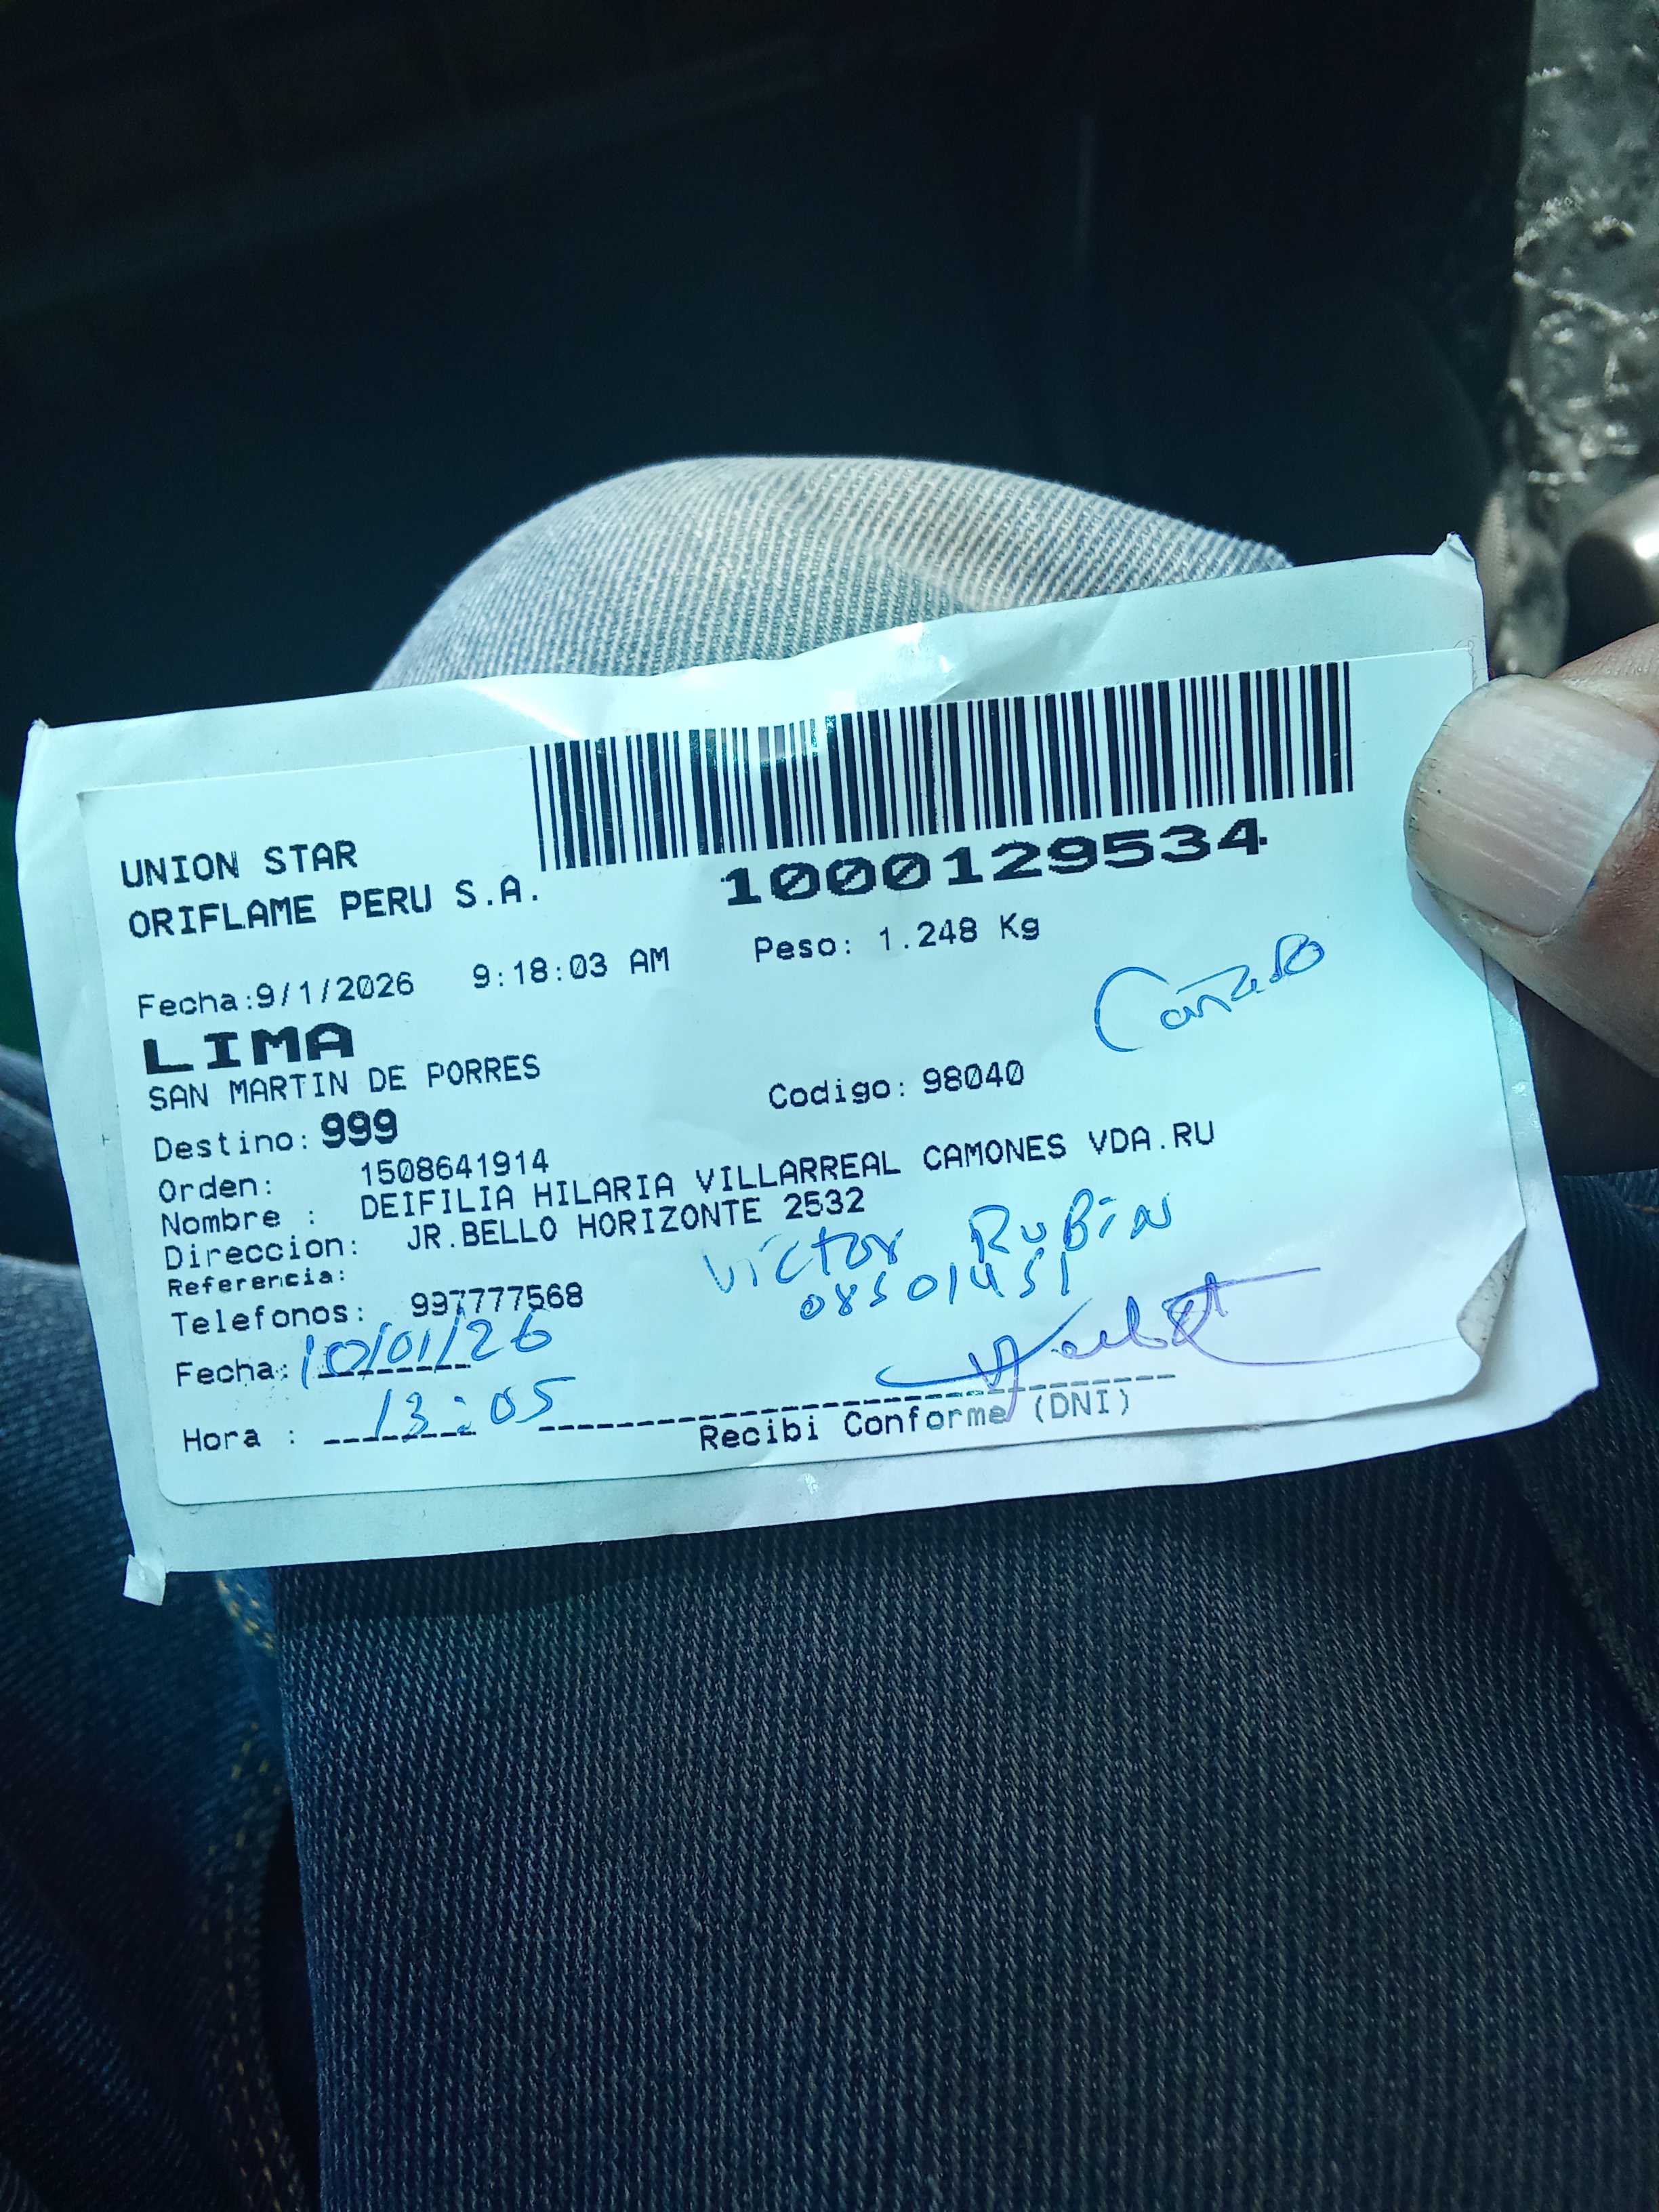 UNION STAR
ORIFLAME PERU S.A.
1000129534
Fecha:9/1/2026 9:18:03 AM Peso: 1.248 Kg
LIMA
SAN MARTIN DE PORRES
Destino: 999 Codigo: 98040
Orden: 1508641914
Nombre : DEIFILIA HILARIA VILLARREAL CAMONES VDA.RU
Direccion: JR.BELLO HORIZONTE 2532
Referencia:
Victor RuBiN
Telefonos: 997777568
Fecha: 10/01/26
Hora : 13:05
Recibi Conforme (DNI)